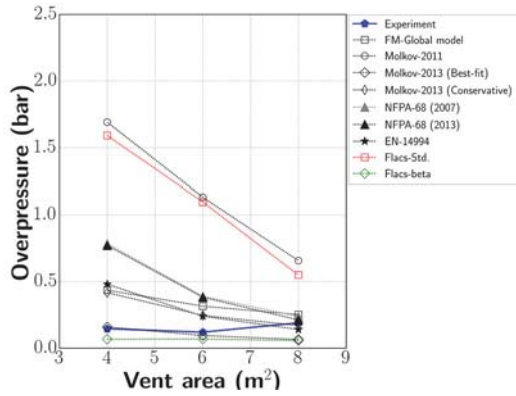 2.5
2.0
1.5
1.0
0.5
0.0
Overpressure (bar)
3 4 5 6 7 8 9
Vent area (m²)
Experiment
FM-Global model
Molkov-2011
Molkov-2013 (Best-fit)
Molkov-2013 (Conservative)
NFPA-68 (2007)
NFPA-68 (2013)
EN-14994
Flacs-Std.
Flacs-beta